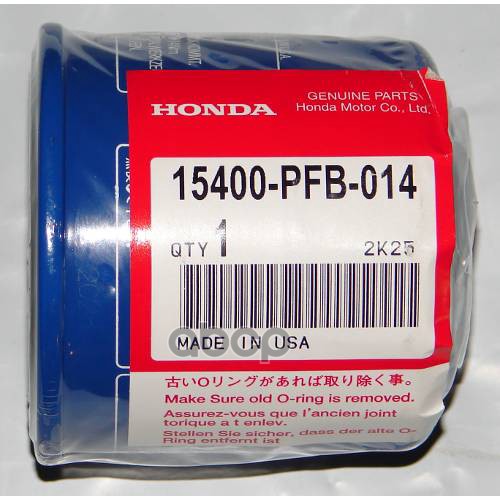 GENUINE PARTS
HONDA
Honda Motor Co., Ltd.
15400-PFB-014
QTY 1
2K25
MADE IN USA
古いOリングがあれば取り除く事。
Make Sure old O-ring is removed.
Assurez-vous que l'ancien joint
torique a t enlev.
Stellen Sie sicher, dass der alte O-
Ring entfernt ist